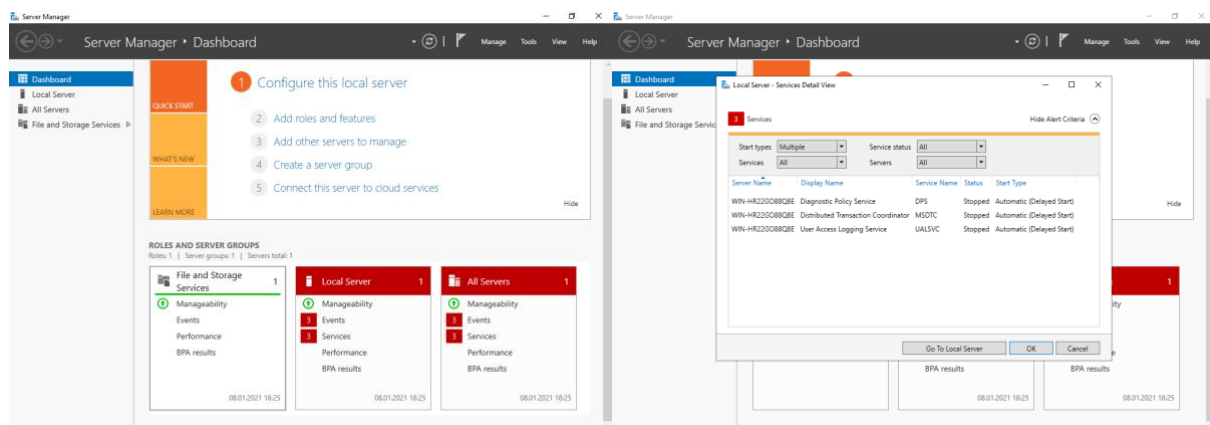 Server Manager
Server Manager • Dashboard
Manage Tools View Help
Dashboard
Local Server
All Servers
File and Storage Services
QUICK START
WHAT'S NEW
LEARN MORE
1 Configure this local server
2 Add roles and features
3 Add other servers to manage
4 Create a server group
5 Connect this server to cloud services
Hide
ROLES AND SERVER GROUPS
Roles: 1 | Server groups: 1 | Servers total: 1
File and Storage Services 1
Manageability
Events
Performance
BPA results
08.01.2021 18:25
Local Server 1
Manageability
3 Events
3 Services
Performance
BPA results
08.01.2021 18:25
All Servers 1
Manageability
3 Events
3 Services
Performance
BPA results
08.01.2021 18:25
Server Manager
Server Manager • Dashboard
Manage Tools View Help
Dashboard
Local Server
All Servers
File and Storage Servic
Local Server - Services Detail View
3 Services
Hide Alert Criteria
Start types Multiple Service status All
Services All Servers All
Server Name Display Name Service Name Status Start Type
WIN-HR22GO88Q8E Diagnostic Policy Service DPS Stopped Automatic (Delayed Start)
WIN-HR22GO88Q8E Distributed Transaction Coordinator MSDTC Stopped Automatic (Delayed Start)
WIN-HR22GO88Q8E User Access Logging Service UALSVC Stopped Automatic (Delayed Start)
Go To Local Server OK Cancel
Hide
1
ity
e
BPA results
BPA results
08.01.2021 18:25
08.01.2021 18:25